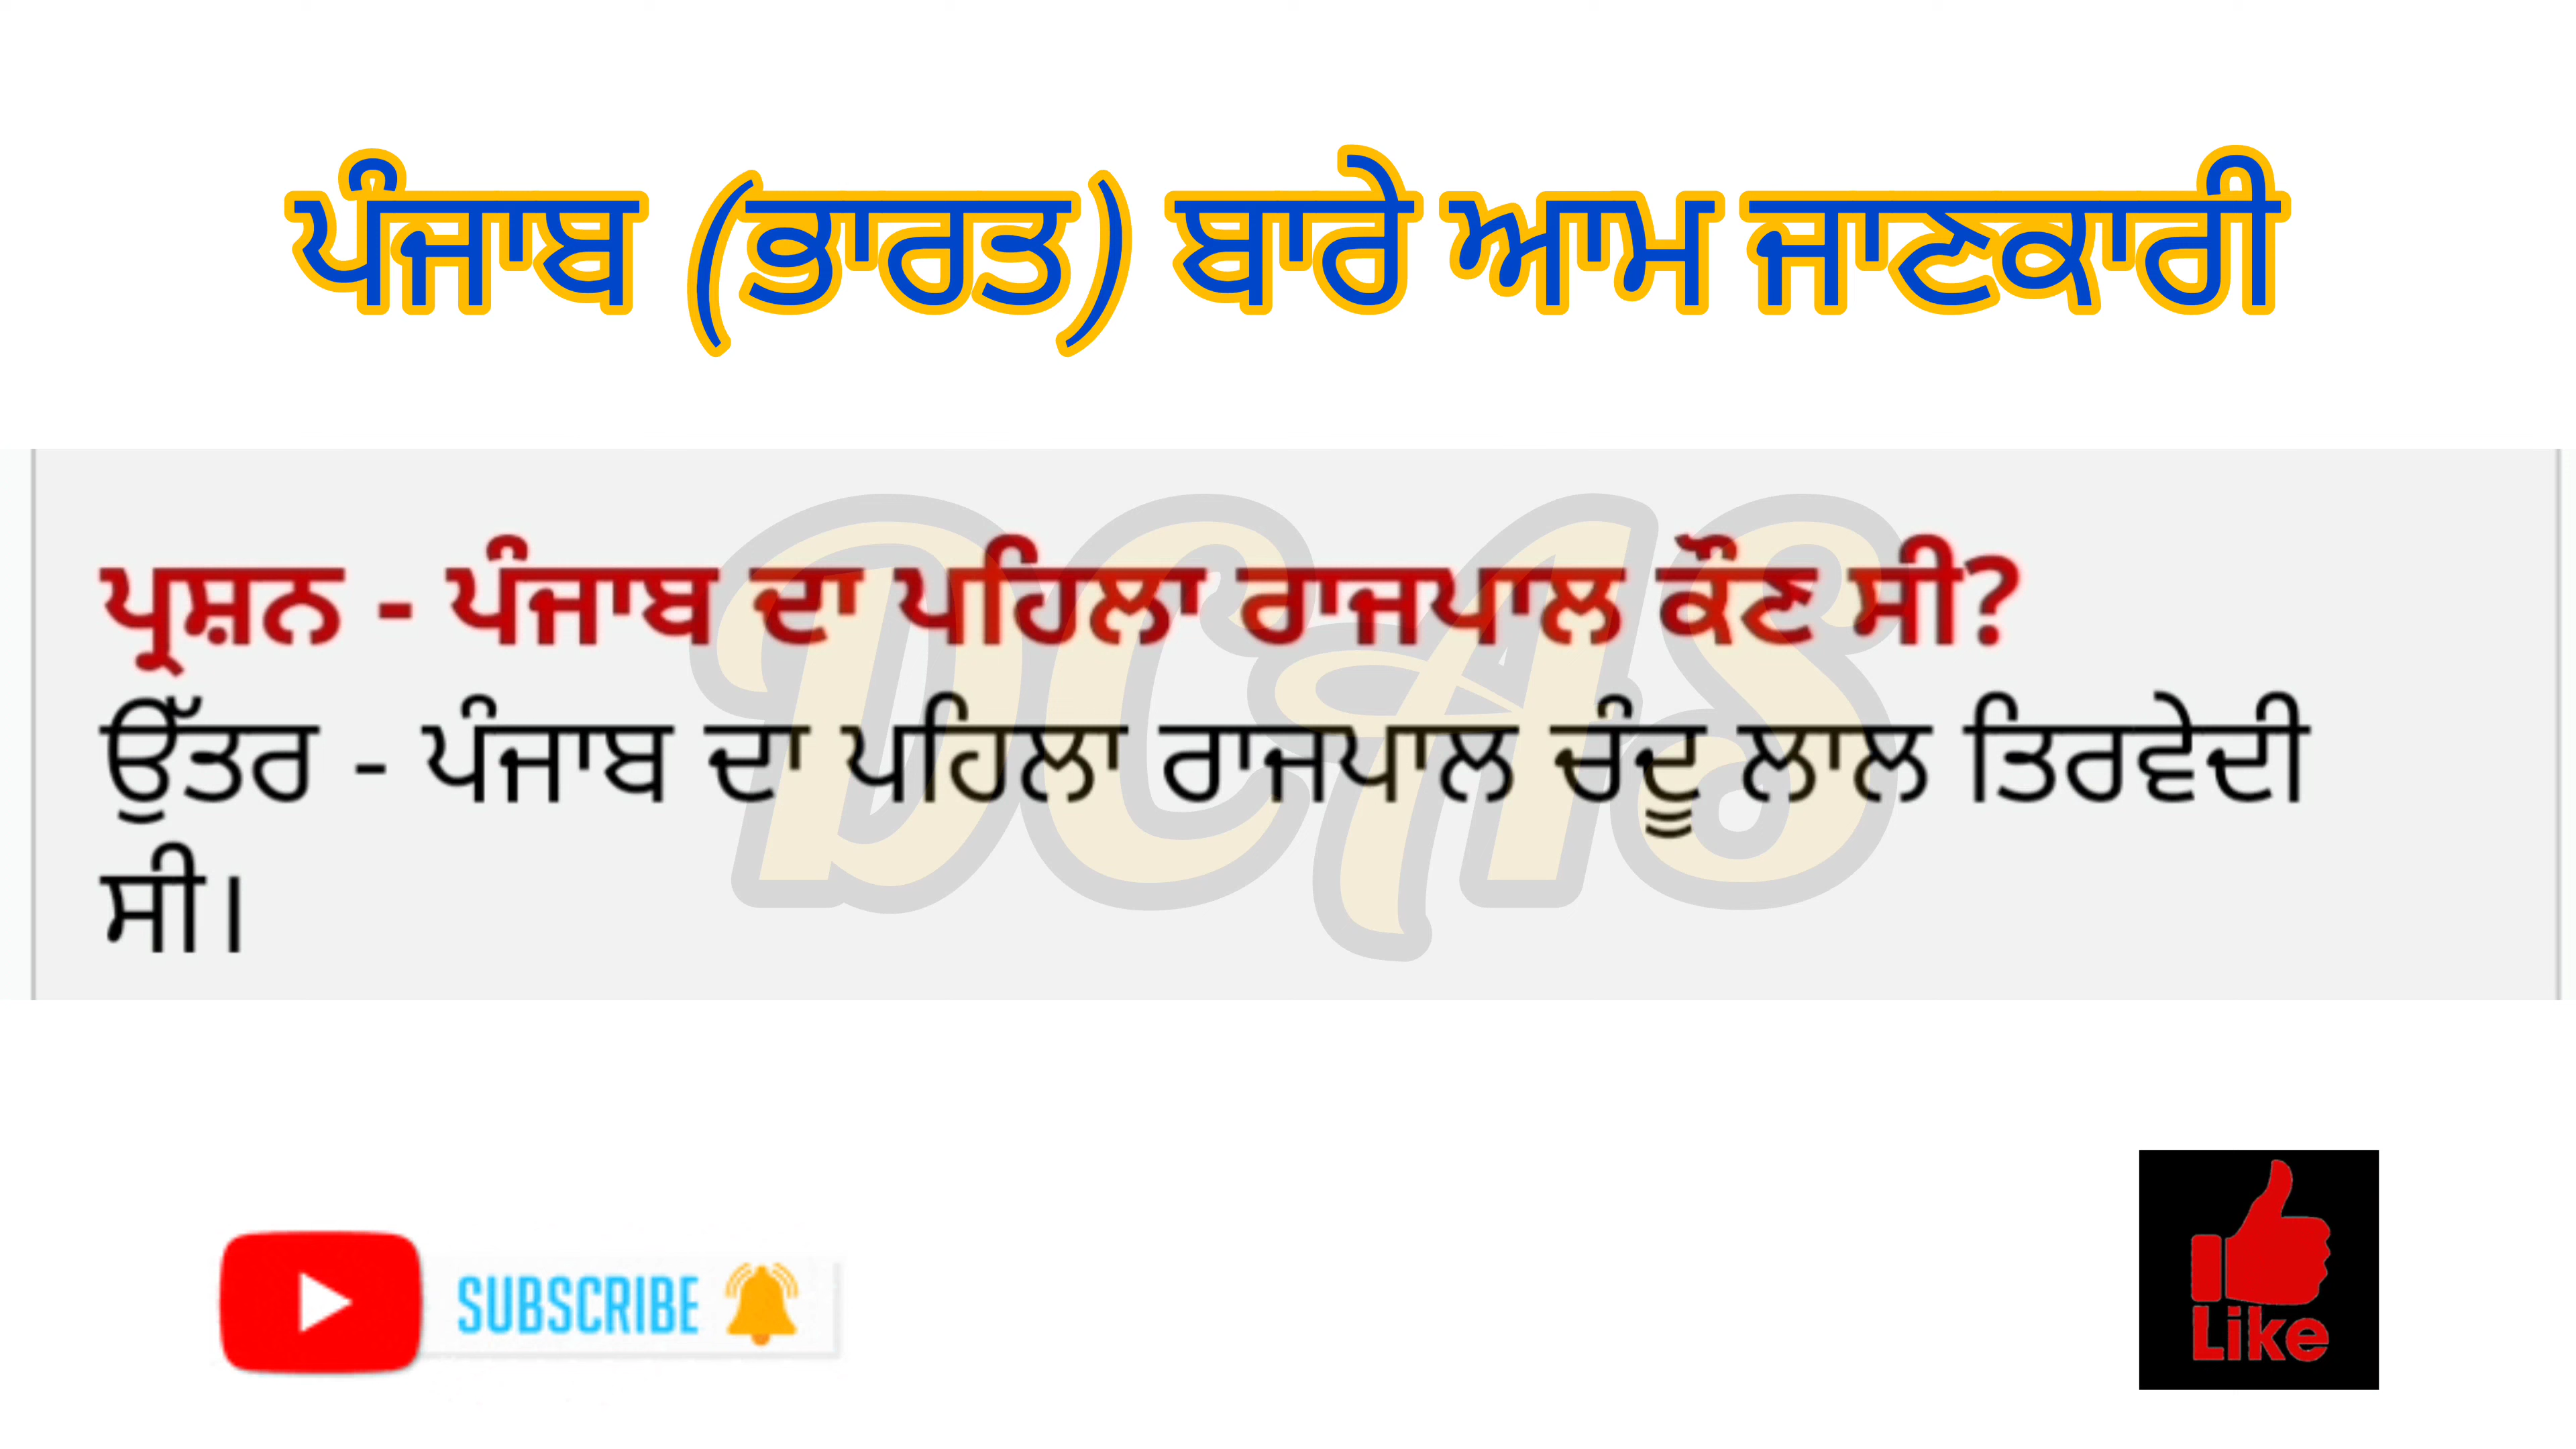 ਪੰਜਾਬ (ਭਾਰਤ) ਬਾਰੇ ਆਮ ਜਾਣਕਾਰੀ
ਪ੍ਰਸ਼ਨ - ਪੰਜਾਬ ਦਾ ਪਹਿਲਾ ਰਾਜਪਾਲ ਕੌਣ ਸੀ?
ਉੱਤਰ - ਪੰਜਾਬ ਦਾ ਪਹਿਲਾ ਰਾਜਪਾਲ ਚੰਦੂ ਲਾਲ ਤਿਰਵੇਦੀ
ਸੀ।
DCAS
SUBSCRIBE
Like